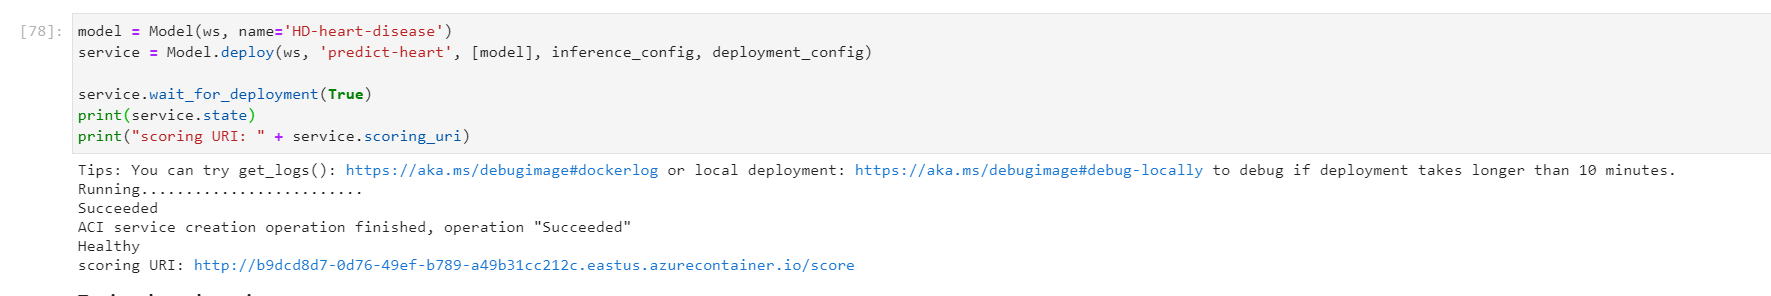 [78]: model = Model(ws, name='HD-heart-disease')
service = Model.deploy(ws, 'predict-heart', [model], inference_config, deployment_config)
service.wait_for_deployment(True)
print(service.state)
print("scoring URI: " + service.scoring_uri)
Tips: You can try get_logs(): https://aka.ms/debugimage#dockerlog or local deployment: https://aka.ms/debugimage#debug-locally to debug if deployment takes longer than 10 minutes.
Running.........................
Succeeded
ACI service creation operation finished, operation "Succeeded"
Healthy
scoring URI: http://b9dcd8d7-0d76-49ef-b789-a49b31cc212c.eastus.azurecontainer.io/score